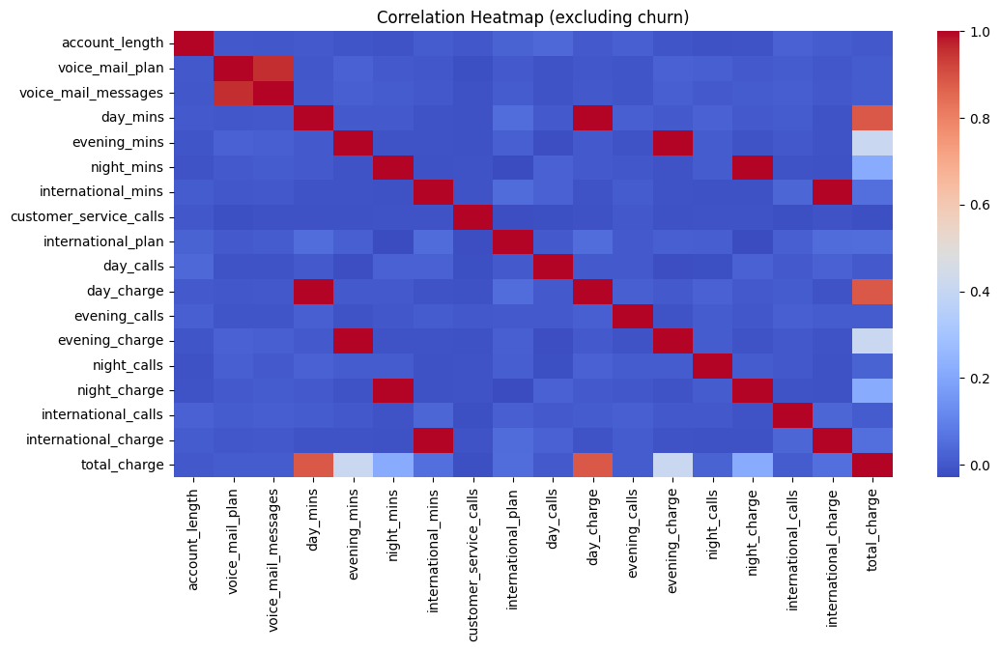 Correlation Heatmap (excluding churn)
account_length
voice_mail_plan
voice_mail_messages
day_mins
evening_mins
night_mins
international_mins
customer_service_calls
international_plan
day_calls
day_charge
evening_calls
evening_charge
night_calls
night_charge
international_calls
international_charge
total_charge
account_length
voice_mail_plan
voice_mail_messages
day_mins
evening_mins
night_mins
international_mins
customer_service_calls
international_plan
day_calls
day_charge
evening_calls
evening_charge
night_calls
night_charge
international_calls
international_charge
total_charge
1.0
0.8
0.6
0.4
0.2
0.0